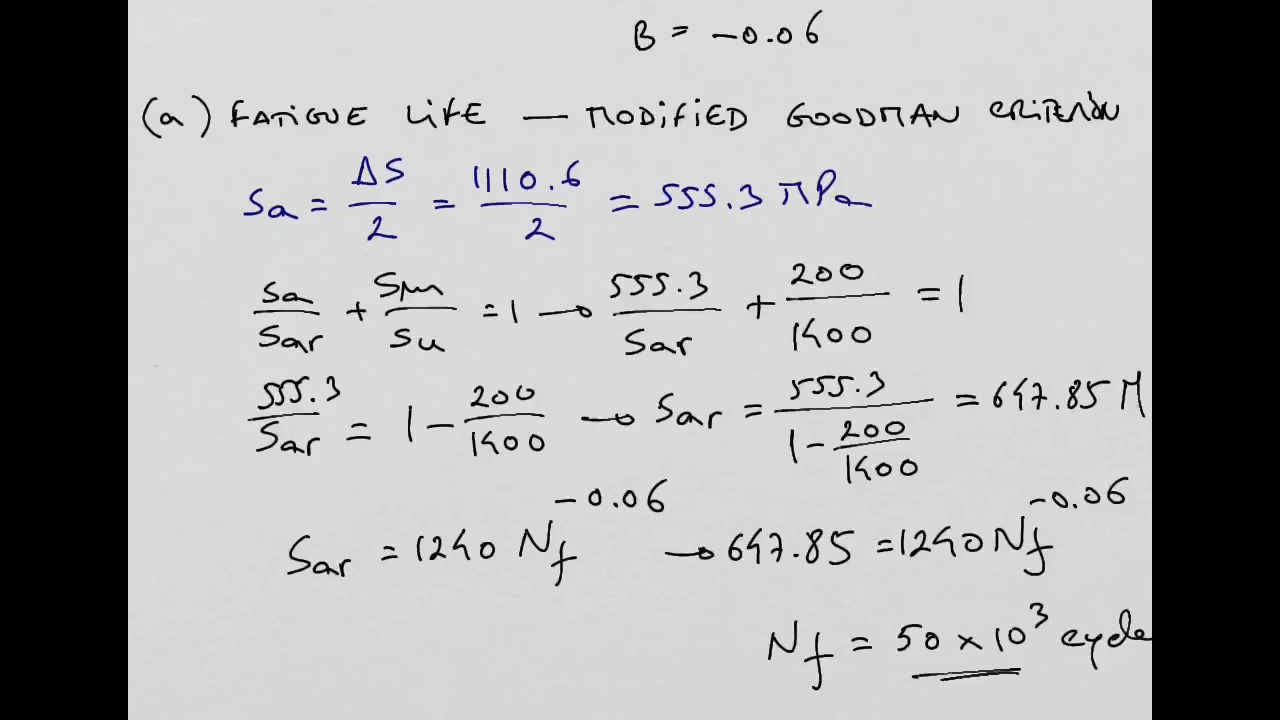 B = -0.06
(a) FATIGUE LIFE — MODIFIED GOODMAN CRITERION
Sa = ΔS/2 = 1110.6/2 = 555.3 MPa
Sa/Sar + Sm/Su = 1 → 555.3/Sar + 200/1400 = 1
555.3/Sar = 1 - 200/1400 → Sar = 555.3/(1 - 200/1400) = 647.85 M
Sar = 1240 Nf^-0.06 → 647.85 = 1240 Nf^-0.06
Nf = 50 × 10^3 cycle